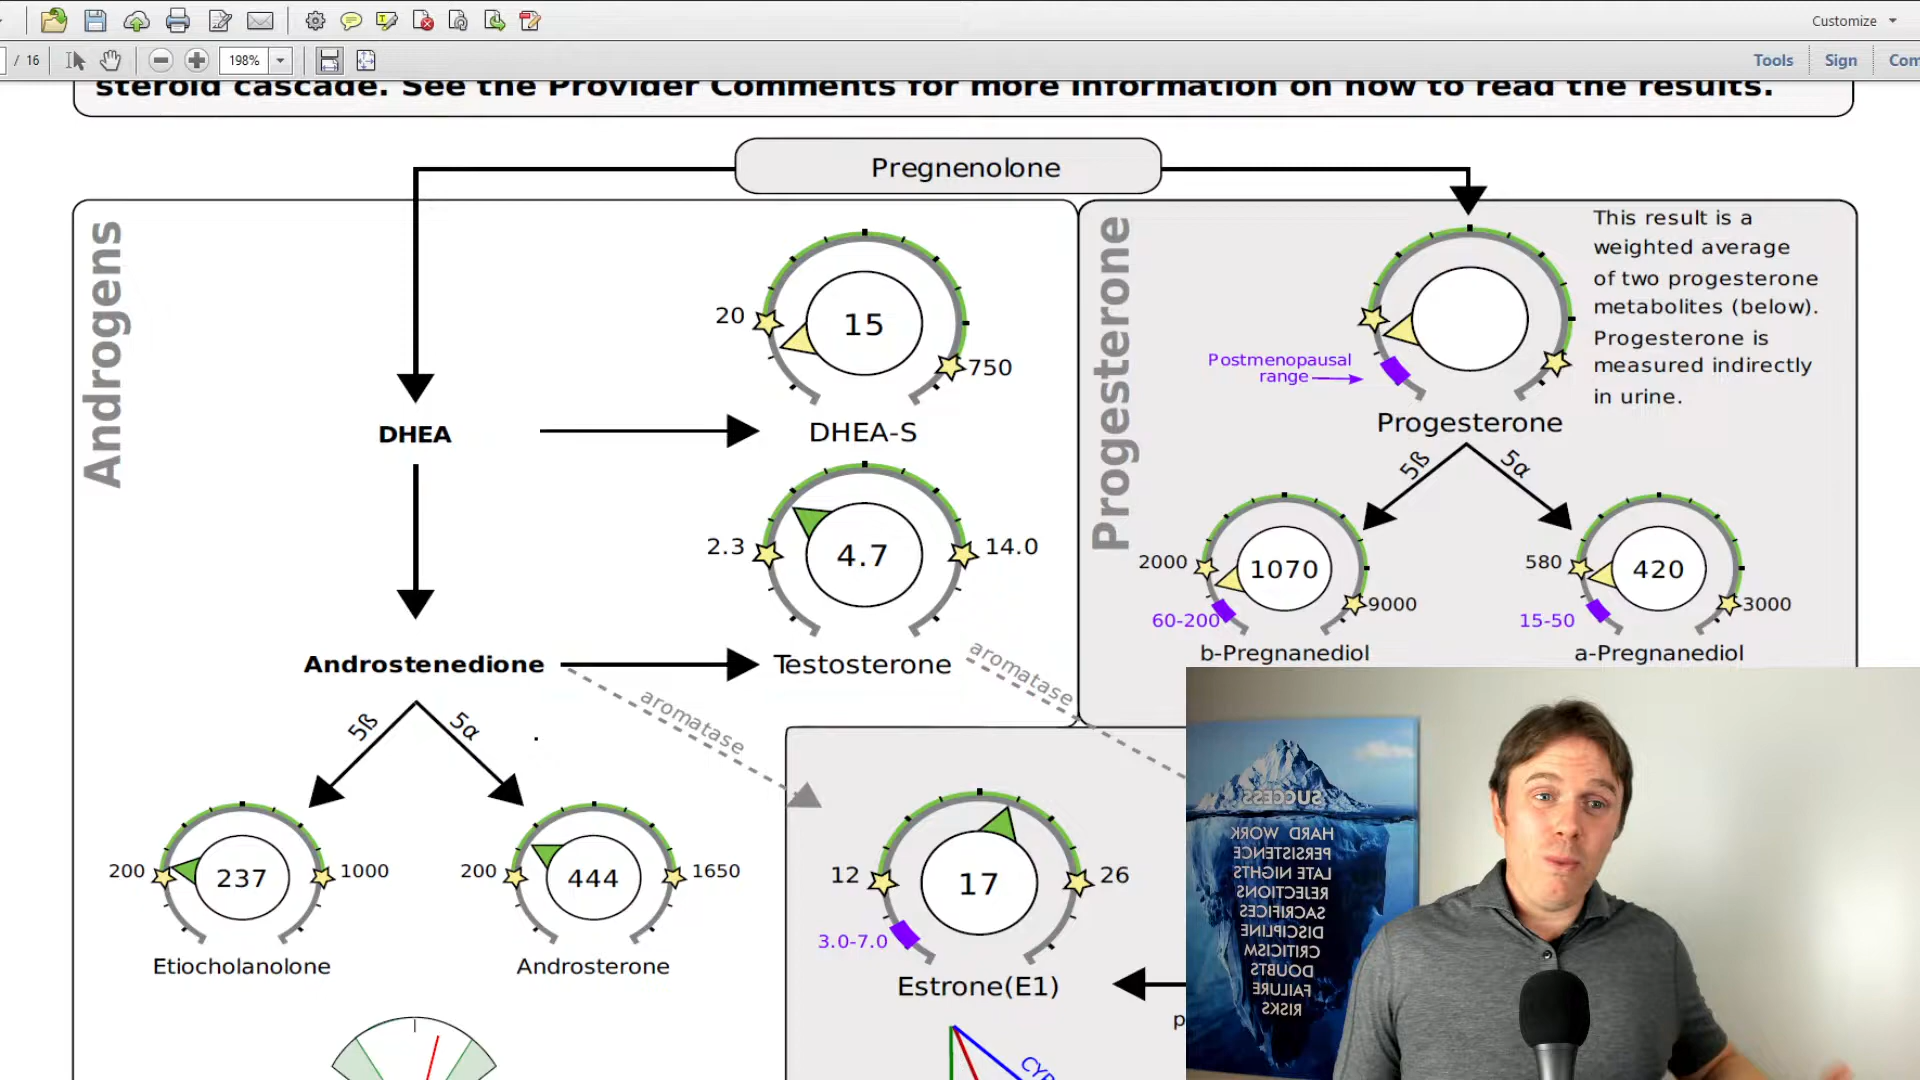 Customize
/ 16
198%
Tools
Sign
Com
steroid cascade. See the Provider Comments for more information on how to read the results.
Pregnenolone
Androgens
20
15
750
DHEA
DHEA-S
2.3
4.7
14.0
Androstenedione
Testosterone
aromatase
aromatase
5ß
5α
200
237
1000
Etiocholanolone
200
444
1650
Androsterone
Progesterone
This result is a
weighted average
of two progesterone
metabolites (below).
Progesterone is
measured indirectly
in urine.
Postmenopausal
range
Progesterone
5ß
5α
2000
1070
9000
60-200
b-Pregnanediol
580
420
3000
15-50
a-Pregnanediol
12
17
26
3.0-7.0
Estrone(E1)
p
CYP
SUCCESS
HARD WORK
PERSISTENCE
LATE NIGHTS
REJECTIONS
SACRIFICES
DISCIPLINE
CRITICISM
DOUBTS
FAILURE
RISKS